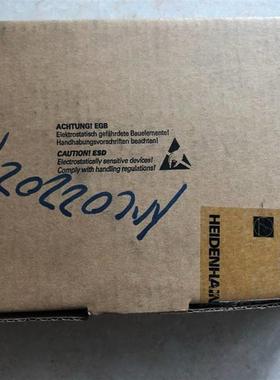 ACHTUNG! EGB
Elektrostatisch gefährdete Bauelemente!
Handhabungsvorschriften beachten!
CAUTION! ESD
Electrostatically sensitive devices!
Comply with handling regulations!
HEIDENHAIN